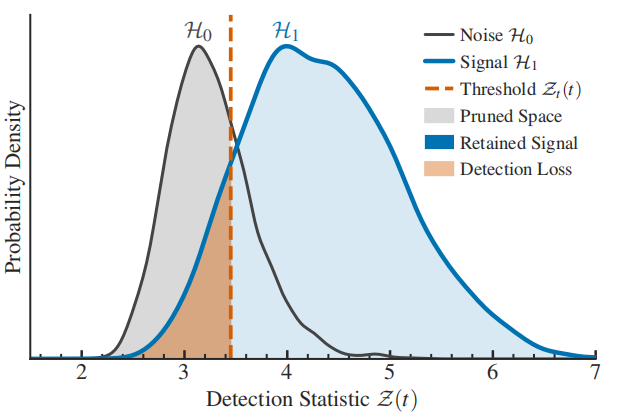 ℋ₀ ℋ₁
Noise ℋ₀
Signal ℋ₁
Threshold 𝒵ₜ(t)
Pruned Space
Retained Signal
Detection Loss
Probability Density
2 3 4 5 6 7
Detection Statistic 𝒵(t)